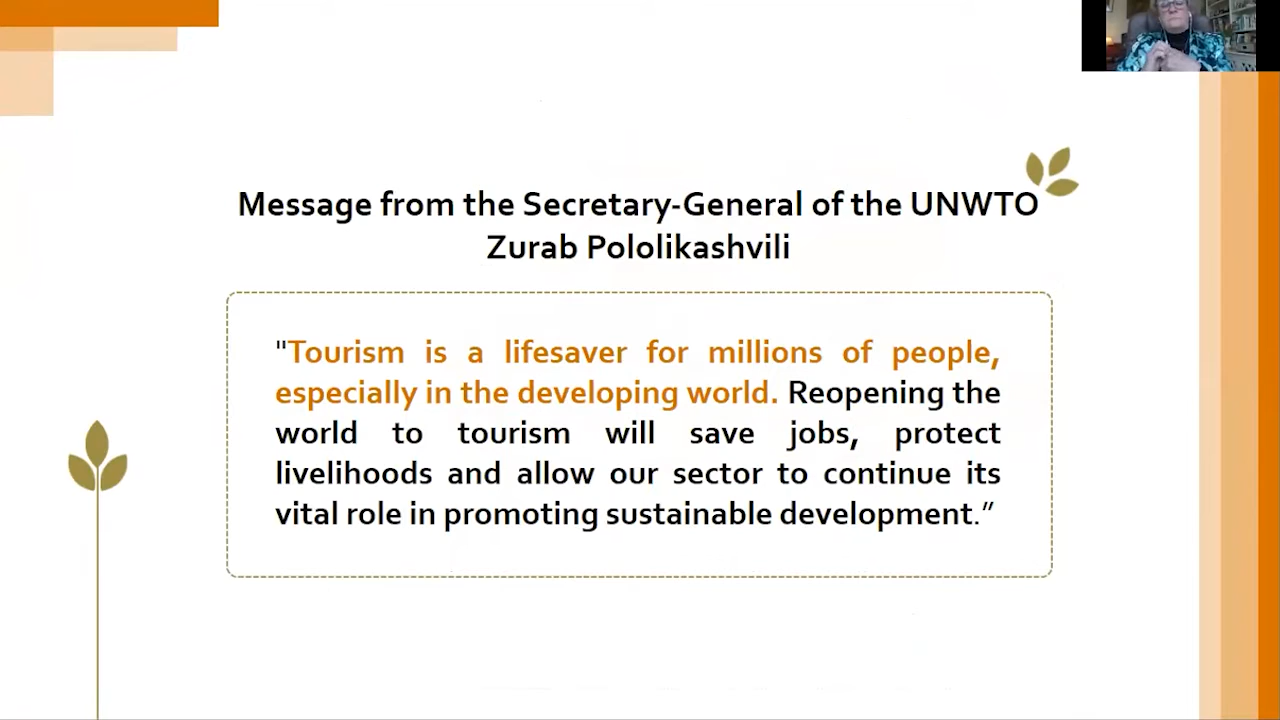 Message from the Secretary-General of the UNWTO
Zurab Pololikashvili
"Tourism is a lifesaver for millions of people,
especially in the developing world. Reopening the
world to tourism will save jobs, protect
livelihoods and allow our sector to continue its
vital role in promoting sustainable development.”